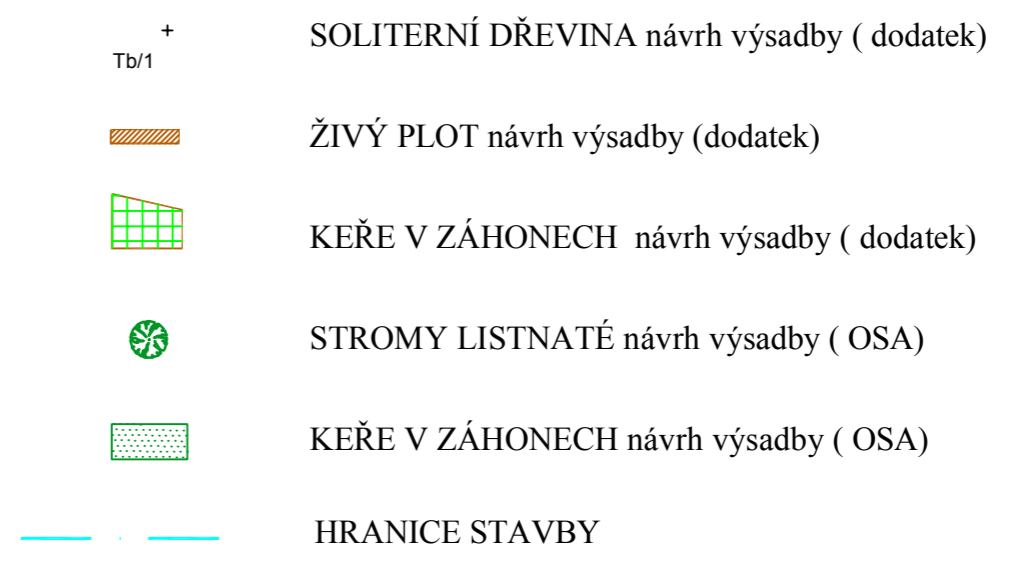 +
Tb/1
SOLITERNÍ DŘEVINA návrh výsadby ( dodatek)
ŽIVÝ PLOT návrh výsadby (dodatek)
KEŘE V ZÁHONECH návrh výsadby ( dodatek)
STROMY LISTNATÉ návrh výsadby ( OSA)
KEŘE V ZÁHONECH návrh výsadby ( OSA)
HRANICE STAVBY